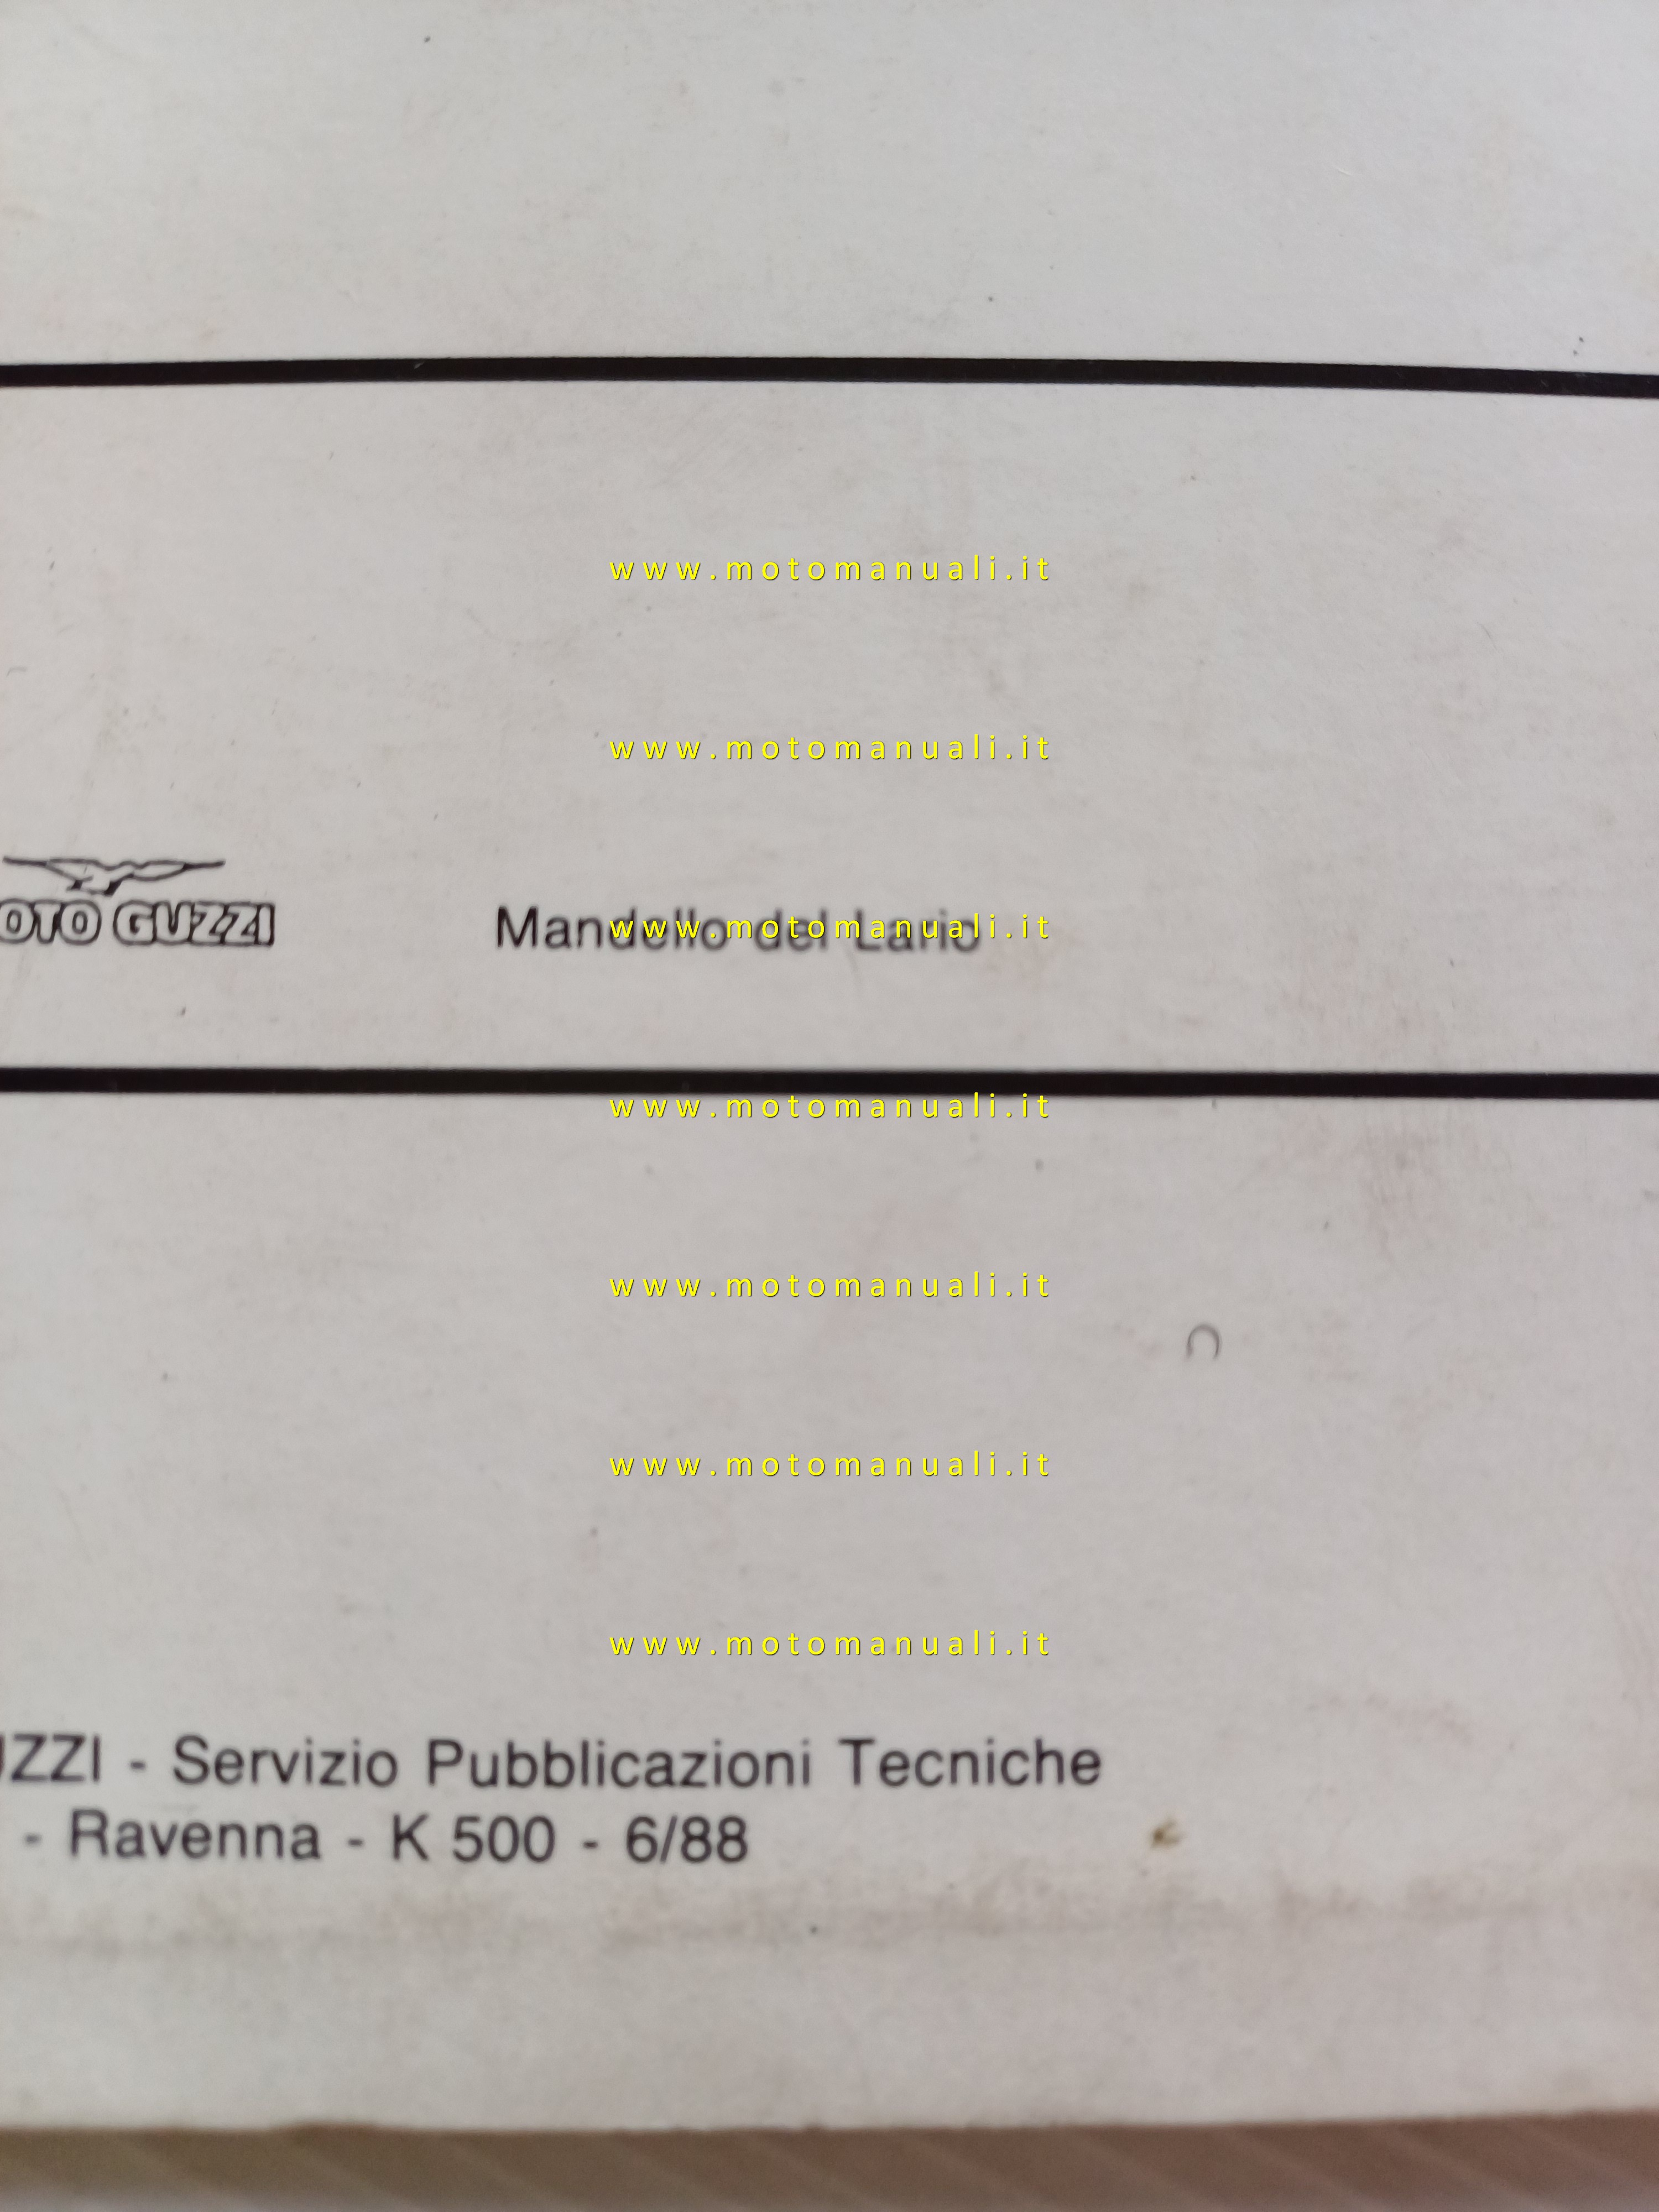 www.motomanuali.it
www.motomanuali.it
OTO GUZZI
Mandello del Lario
www.motomanuali.it
www.motomanuali.it
www.motomanuali.it
www.motomanuali.it
www.motomanuali.it
UZZI - Servizio Pubblicazioni Tecniche
- Ravenna - K 500 - 6/88